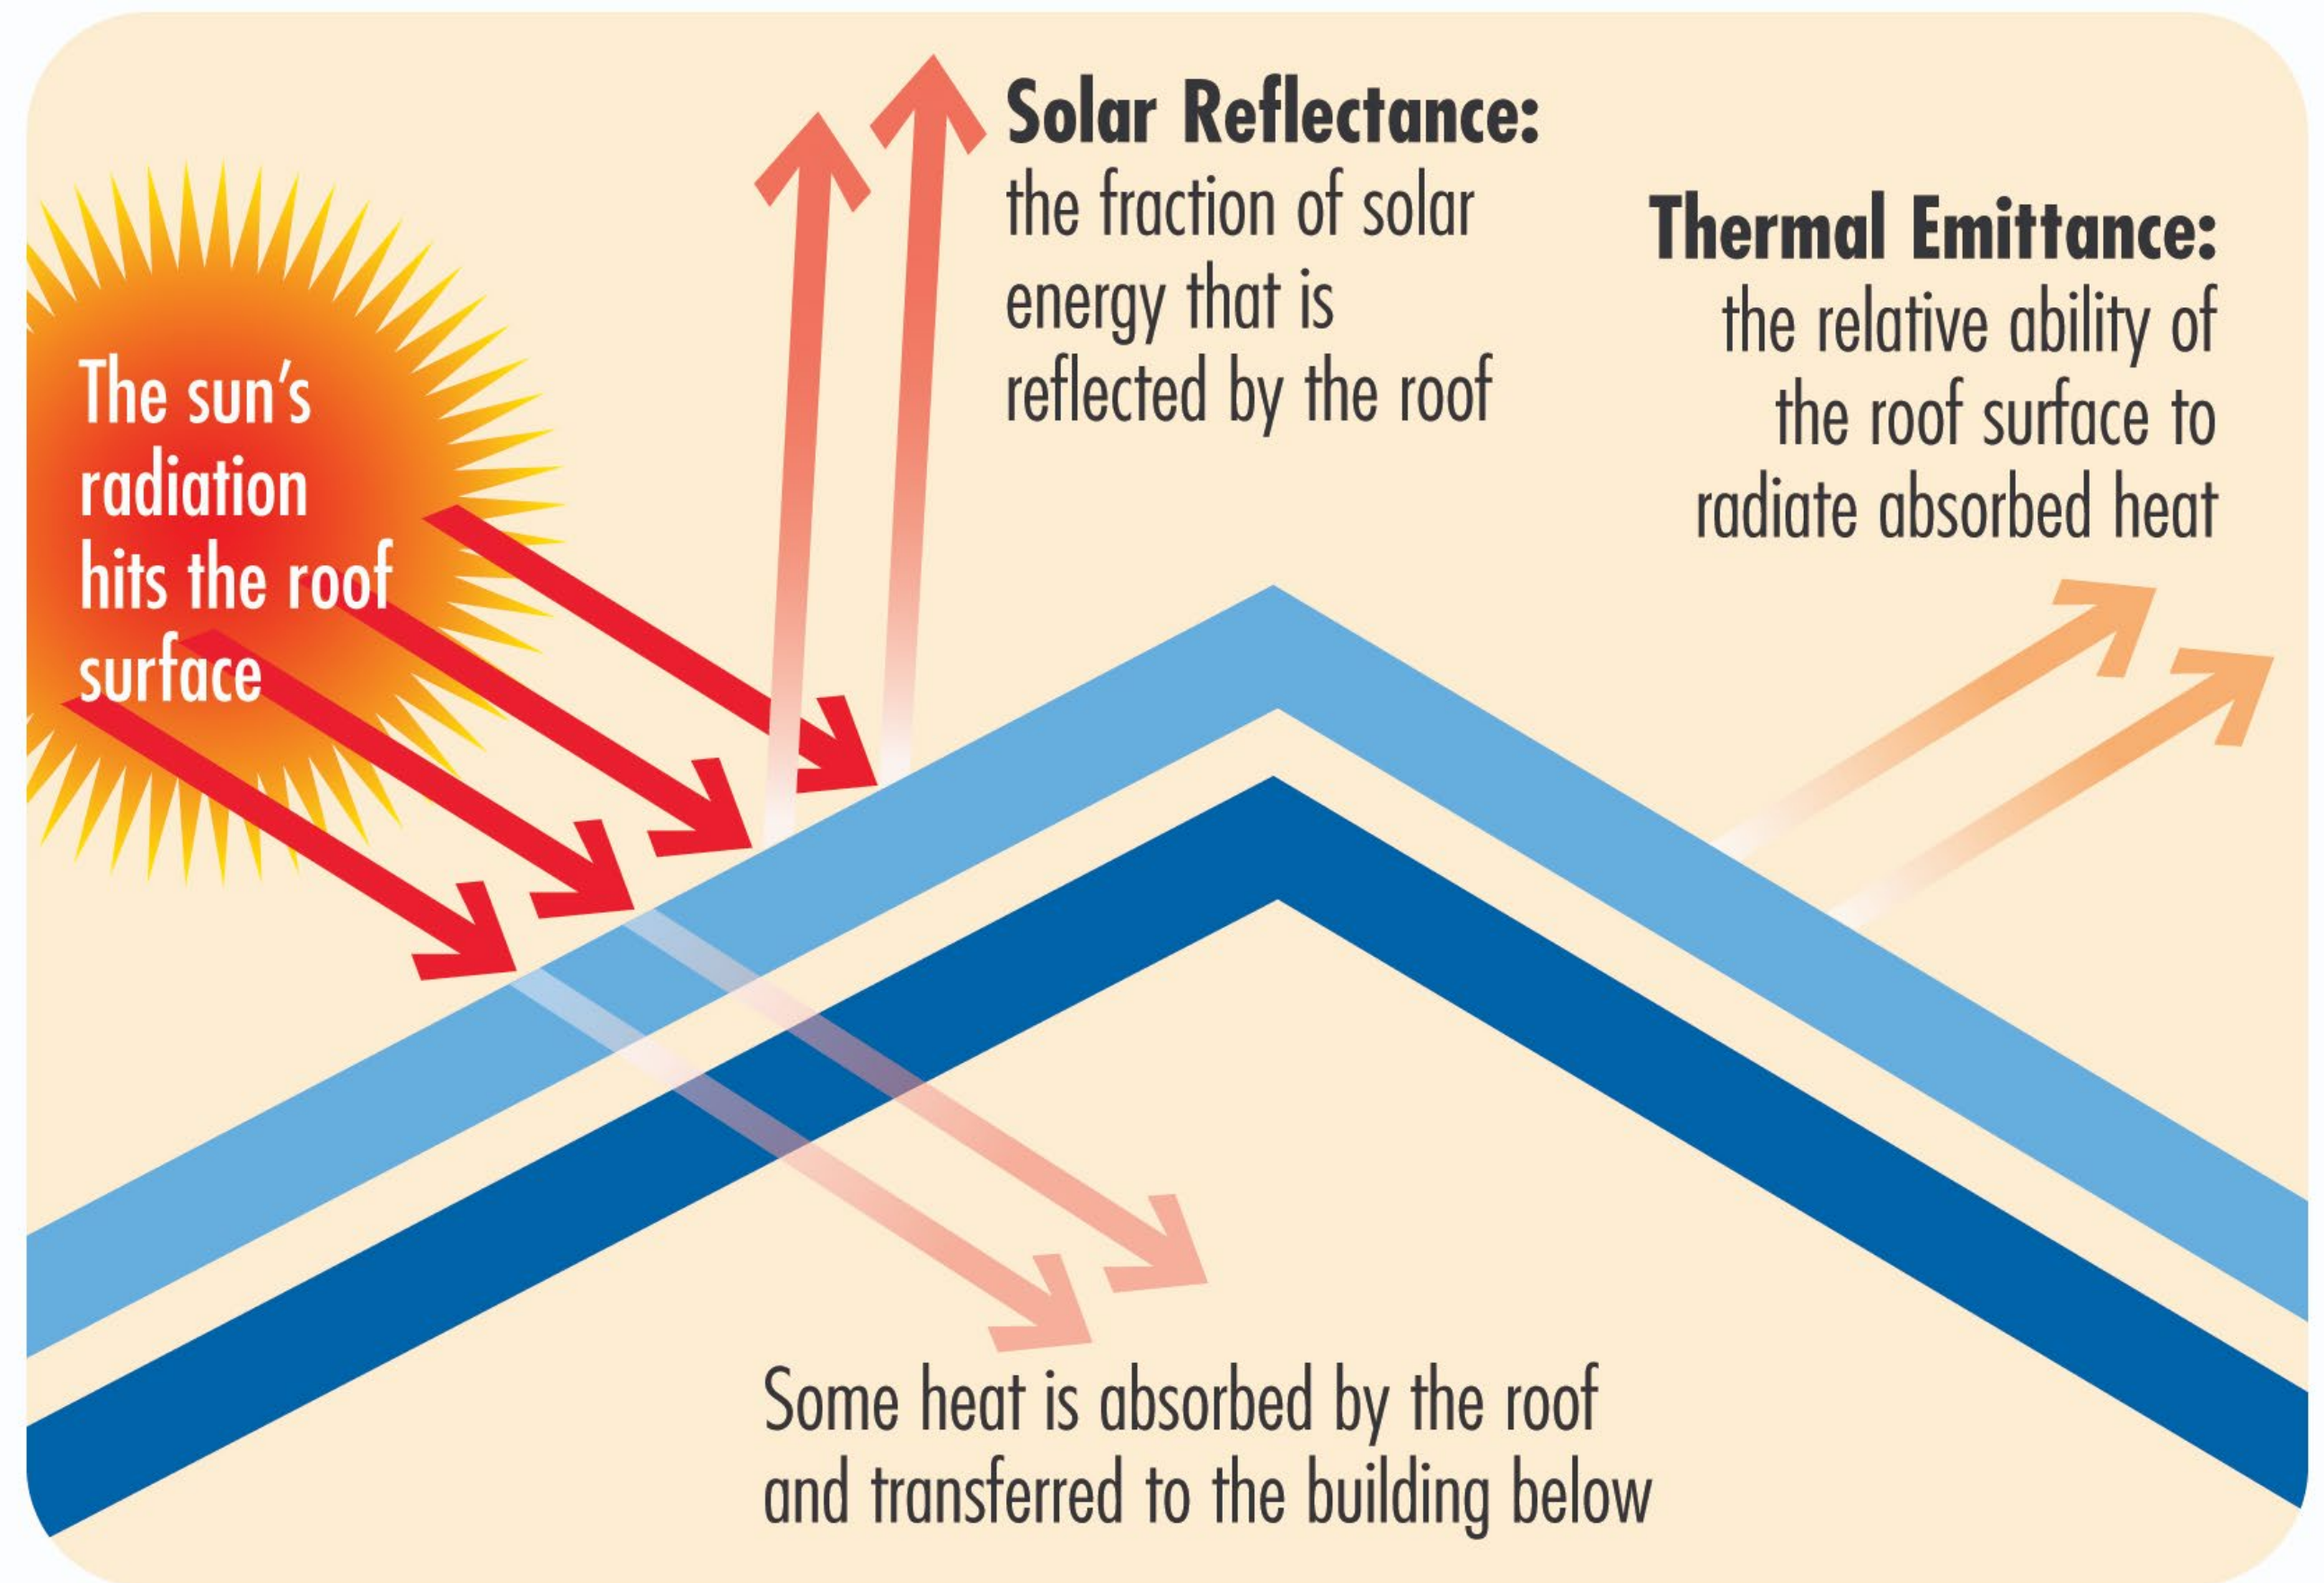 The sun's
radiation
hits the roof
surface
Solar Reflectance:
the fraction of solar
energy that is
reflected by the roof
Thermal Emittance:
the relative ability of
the roof surface to
radiate absorbed heat
Some heat is absorbed by the roof
and transferred to the building below